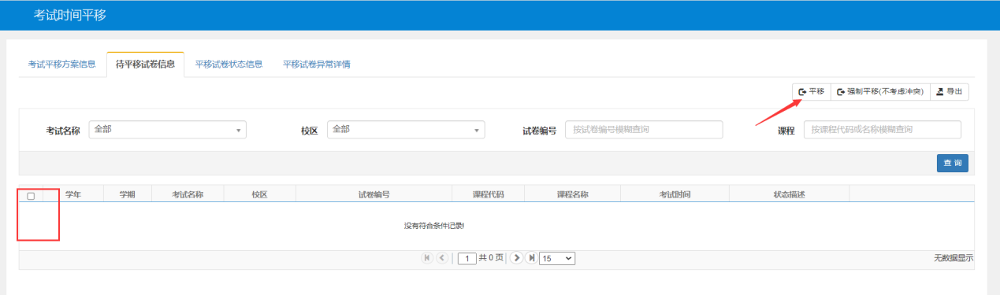 考试时间平移
考试平移方案信息 待平移试卷信息 平移试卷状态信息 平移试卷异常详情
平移 强制平移(不考虑冲突) 导出
考试名称 全部 校区 全部 试卷编号 按试卷编号模糊查询 课程 按课程代码或名称模糊查询
查 询
学年 学期 考试名称 校区 试卷编号 课程代码 课程名称 考试时间 状态描述
没有符合条件记录!
1 共 0 页 15 无数据显示